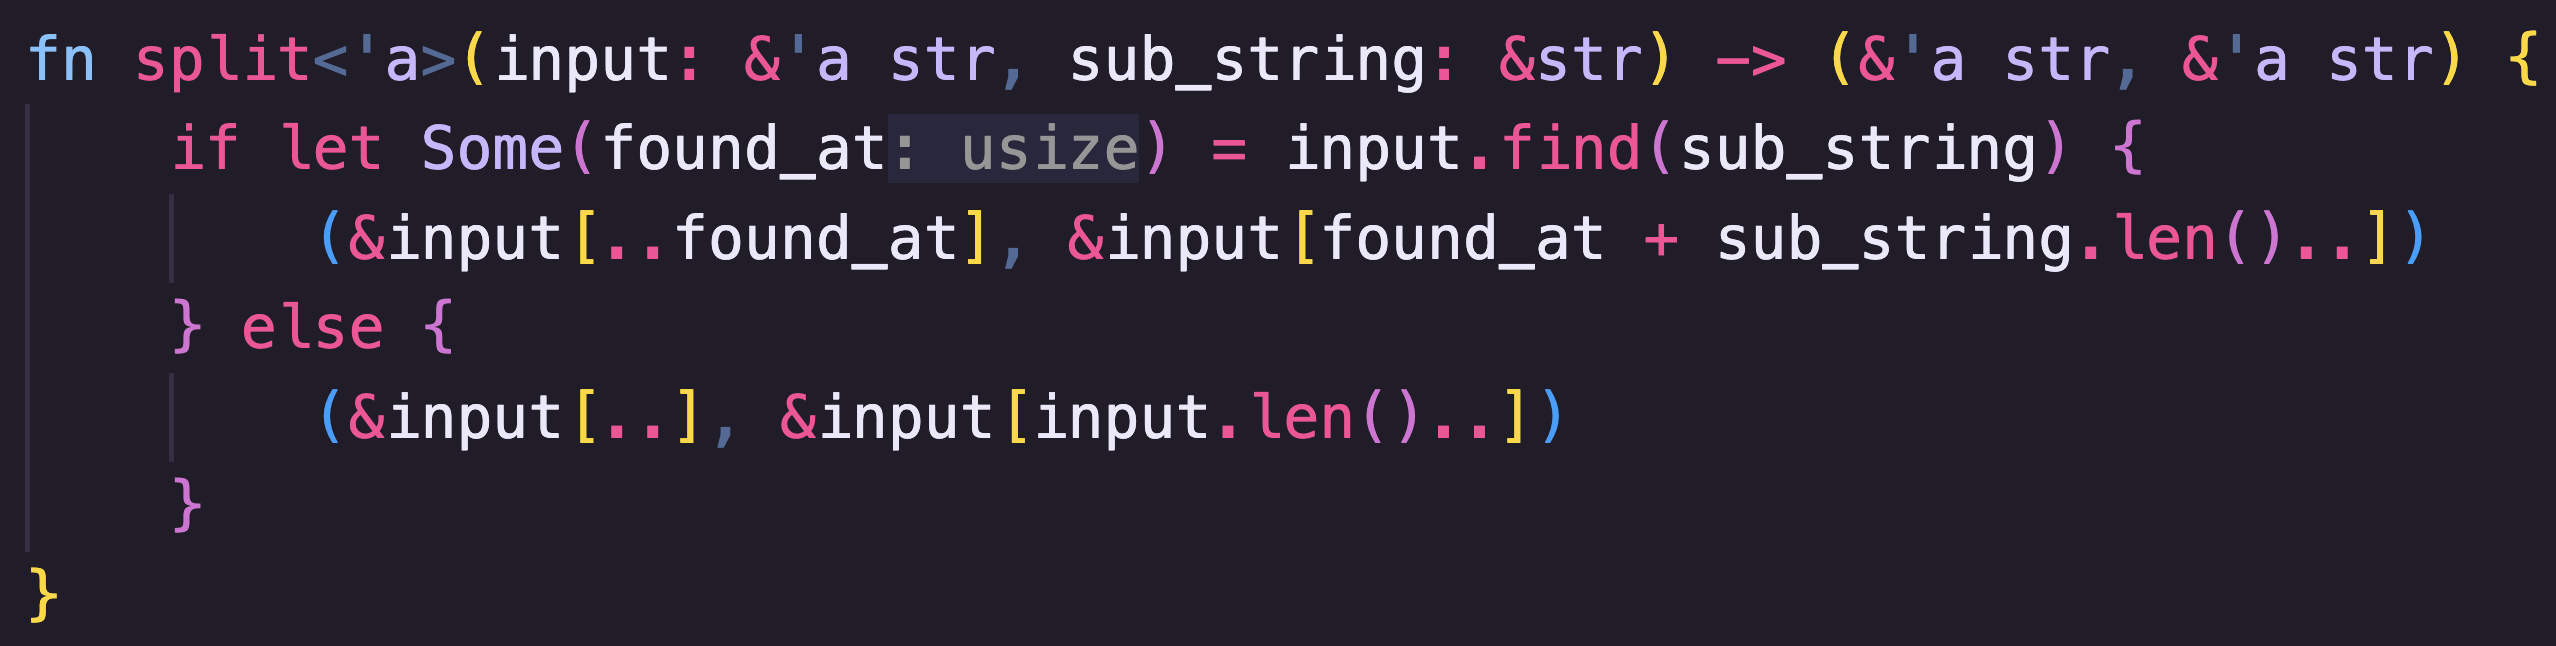 fn split<'a>(input: &'a str, sub_string: &str) -> (&'a str, &'a str) {
    if let Some(found_at: usize) = input.find(sub_string) {
        (&input[..found_at], &input[found_at + sub_string.len()..])
    } else {
        (&input[..], &input[input.len()..])
    }
}